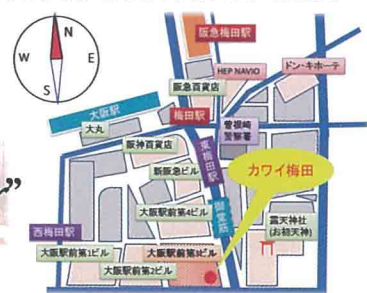 阪急梅田駅
N
W E
S
HEP NAVIO
ドン・キホーテ
阪急百貨店
大阪駅
梅田駅
大丸
曽根崎
警察署
阪神百貨店
東梅田駅
カワイ梅田
新阪急ビル
御堂筋
大阪駅前第4ビル
露天神社
(お初天神)
西梅田駅
大阪駅前第1ビル
大阪駅前第3ビル
大阪駅前第2ビル